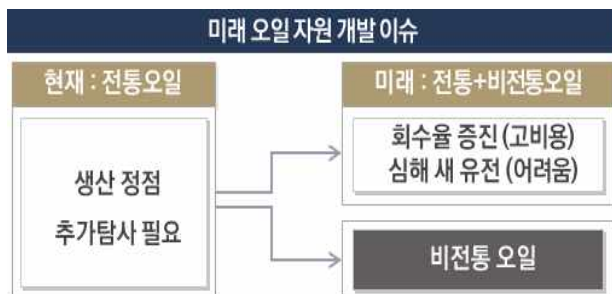 미래 오일 자원 개발 이슈
현재 : 전통오일
생산 정점
추가탐사 필요
미래 : 전통+비전통오일
회수율 증진 (고비용)
심해 새 유전 (어려움)
비전통 오일